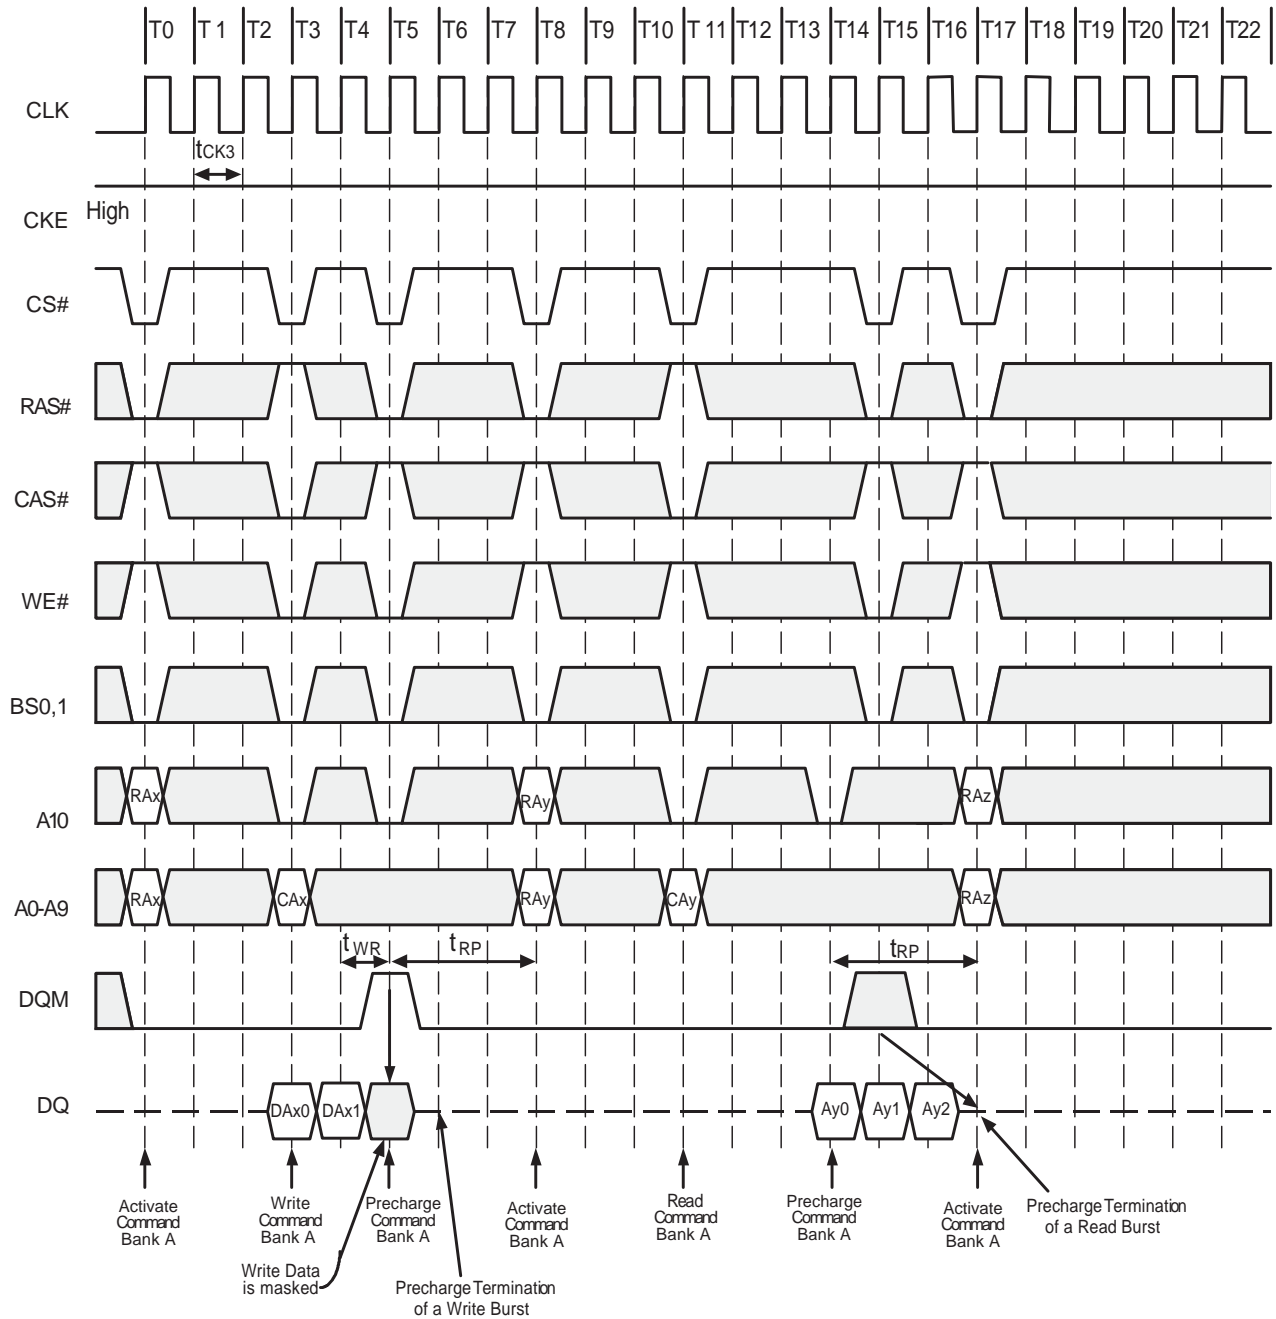 T0 T1 T2 T3 T4 T5 T6 T7 T8 T9 T10 T11 T12 T13 T14 T15 T16 T17 T18 T19 T20 T21 T22
CLK
tCK3
High
CKE
CS#
RAS#
CAS#
WE#
BS0,1
RAx RAy RAz
A10
RAx CAx RAy CAy RAz
A0-A9
tWR tRP tRP
DQM
DQ
DAx0 DAx1 Ay0 Ay1 Ay2
Activate
Command
Bank A
Write
Command
Bank A
Precharge
Command
Bank A
Activate
Command
Bank A
Read
Command
Bank A
Precharge
Command
Bank A
Activate
Command
Bank A
Precharge Termination
of a Read Burst
Write Data
is masked
Precharge Termination
of a Write Burst